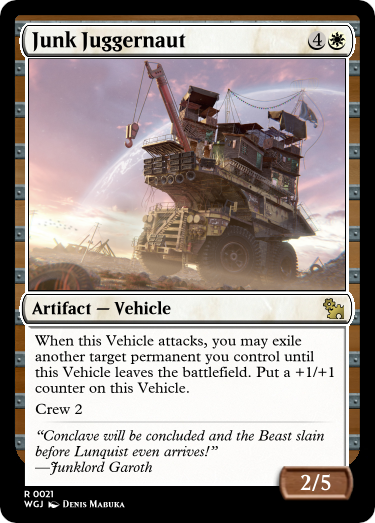 Junk Juggernaut 4
Artifact — Vehicle
When this Vehicle attacks, you may exile
another target permanent you control until
this Vehicle leaves the battlefield. Put a +1/+1
counter on this Vehicle.
Crew 2
“Conclave will be concluded and the Beast slain
before Lunquist even arrives!”
—Junklord Garoth
2/5
R 0021
WGJ Denis Mabuka